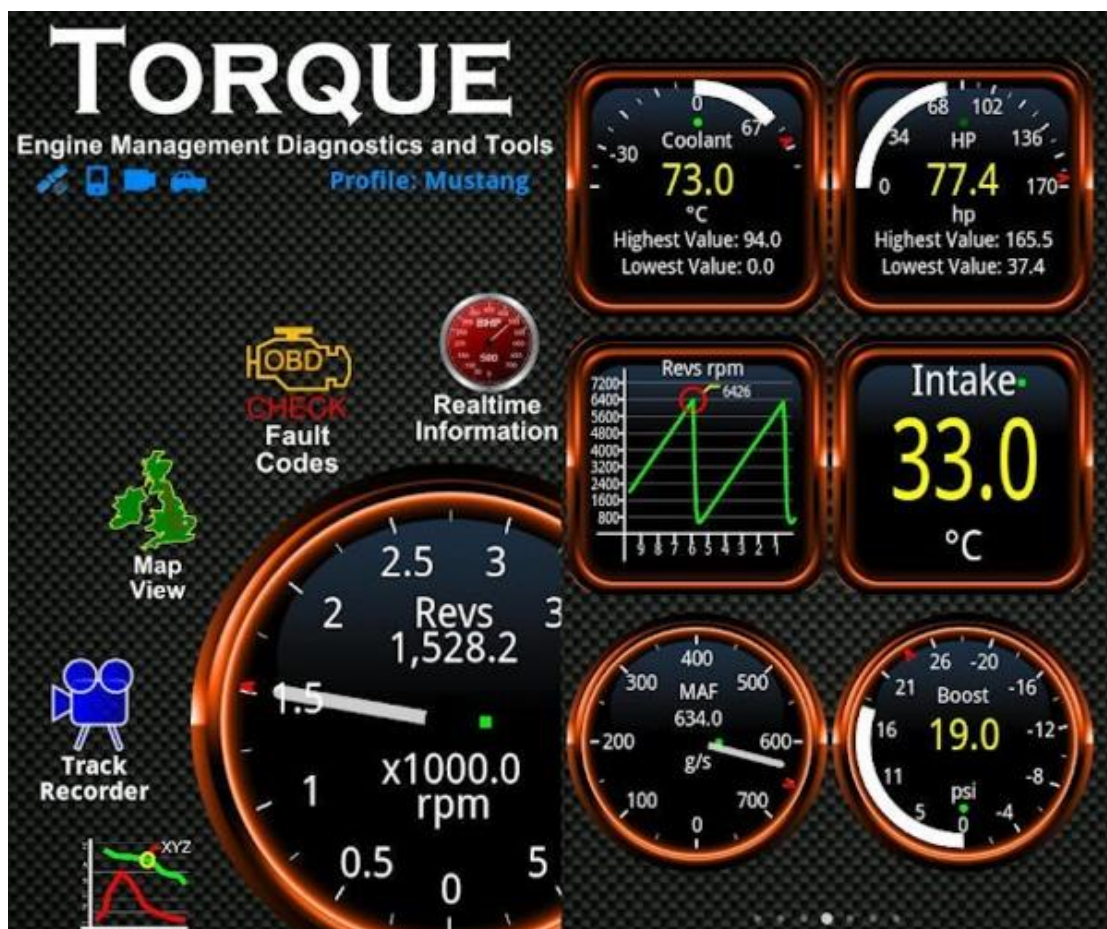 TORQUE
Engine Management Diagnostics and Tools
Profile: Mustang
OBD
CHECK
Fault
Codes
BHP
500
Realtime
Information
Map
View
Track
Recorder
XYZ
2.5 3
2 3
Revs
1,528.2
1.5
x1000.0
rpm
1
0.5 0 5
0
-30 67
Coolant
73.0
°C
Highest Value: 94.0
Lowest Value: 0.0
68 102
34 136
HP
0 170
77.4
hp
Highest Value: 165.5
Lowest Value: 37.4
Revs rpm
6426
7200
6400
5600
4800
4000
3200
2400
1600
800
9 8 7 6 5 4 3 2 1
Intake
33.0
°C
400
300 500
MAF
634.0
200 600
g/s
100 700
0
26 -20
21 -16
Boost
16 19.0 -12
11 -8
psi
5 0 -4